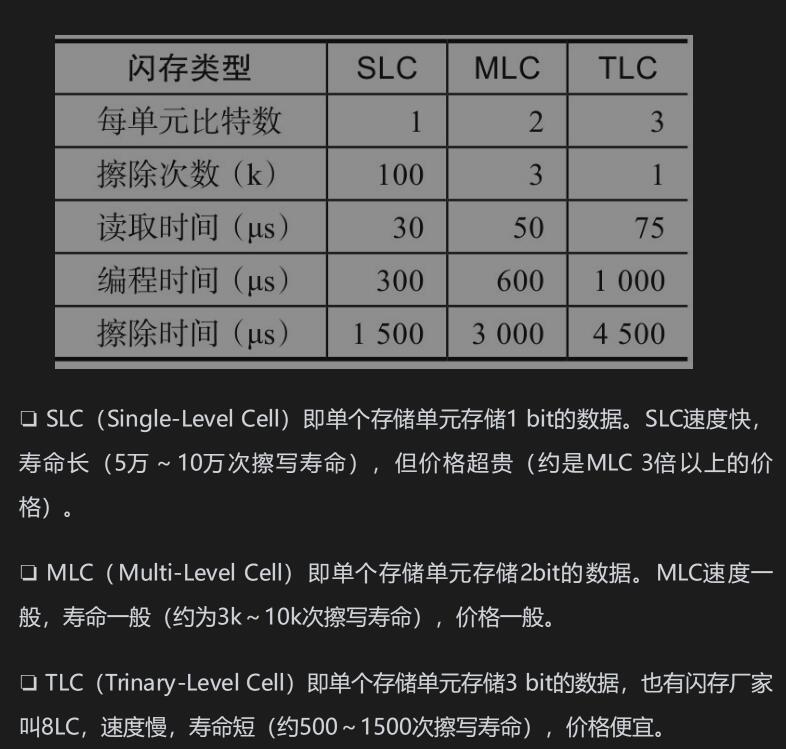 闪存类型 SLC MLC TLC
每单元比特数 1 2 3
擦除次数（k） 100 3 1
读取时间（μs） 30 50 75
编程时间（μs） 300 600 1 000
擦除时间（μs） 1 500 3 000 4 500
❏ SLC（Single-Level Cell）即单个存储单元存储1 bit的数据。SLC速度快，
寿命长（5万～10万次擦写寿命），但价格超贵（约是MLC 3倍以上的价
格）。
❏ MLC（Multi-Level Cell）即单个存储单元存储2bit的数据。MLC速度一
般，寿命一般（约为3k～10k次擦写寿命），价格一般。
❏ TLC（Trinary-Level Cell）即单个存储单元存储3 bit的数据，也有闪存厂家
叫8LC，速度慢，寿命短（约500～1500次擦写寿命），价格便宜。